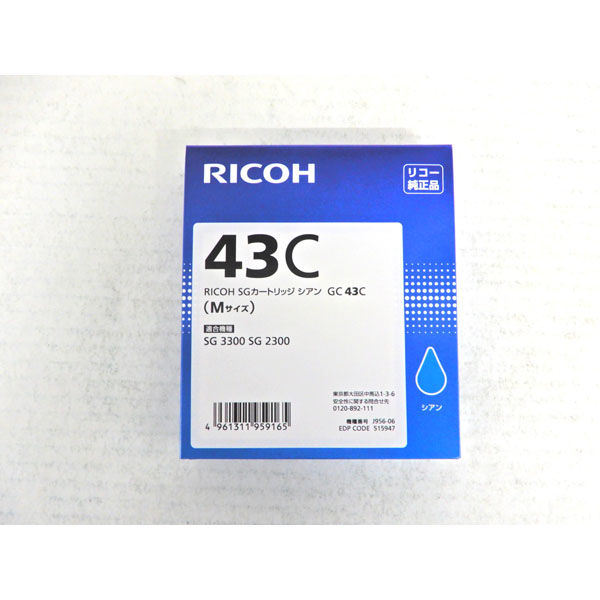 RICOH
リコー
純正品
43C
RICOH SGカートリッジ シアン GC 43C
(Mサイズ)
適合機種
SG 3300 SG 2300
シアン
東京都大田区中馬込1-3-6
安全性に関する問合せ先
0120-892-111
機種番号 J956-06
EDP CODE 515947
4 961311 959165